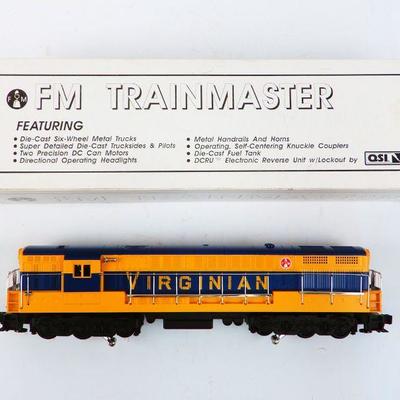 FM
FM TRAINMASTER
FEATURING
• Die-Cast Six-Wheel Metal Trucks
• Super Detailed Die-Cast Trucksides & Pilots
• Two Precision DC Can Motors
• Directional Operating Headlights
• Metal Handrails And Horns
• Operating, Self-Centering Knuckle Couplers
• Die-Cast Fuel Tank
• DCRU™ Electronic Reverse Unit w/Lockout by
QSI
VIRGINIAN